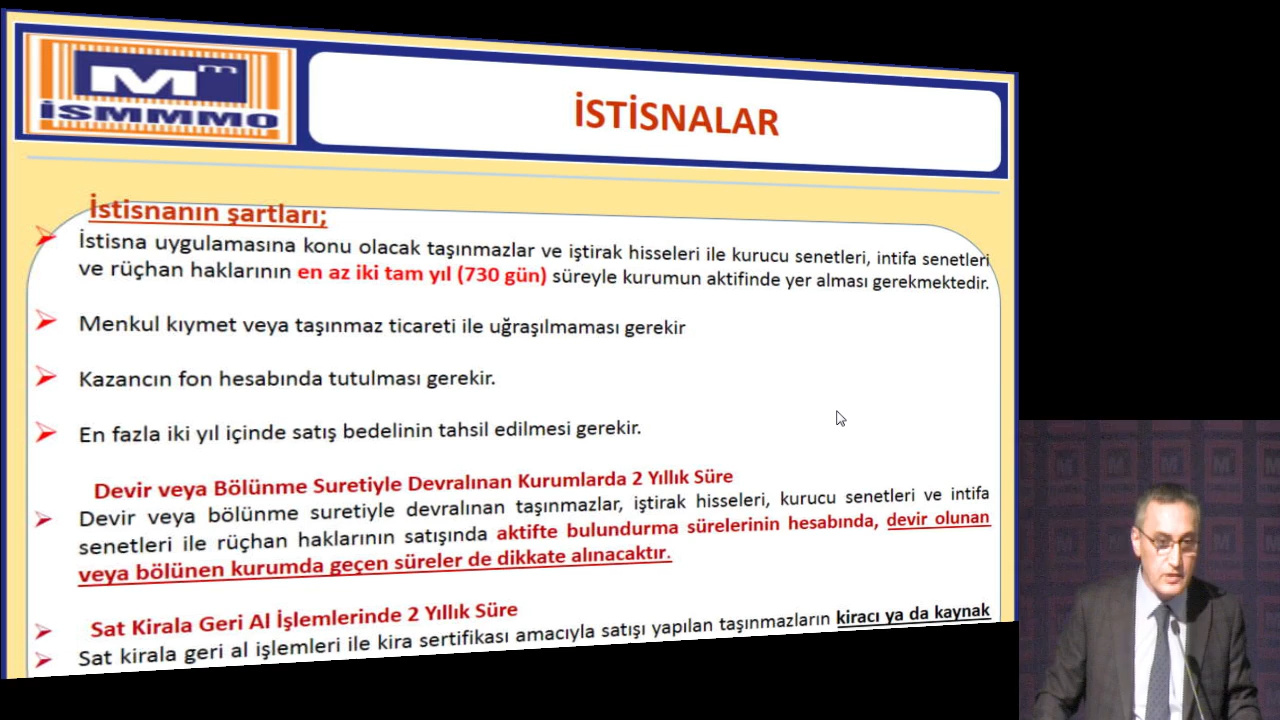 Mm
İSMMMO
İSTİSNALAR
İstisnanın şartları;
İstisna uygulamasına konu olacak taşınmazlar ve iştirak hisseleri ile kurucu senetleri, intifa senetleri
ve rüçhan haklarının en az iki tam yıl (730 gün) süreyle kurumun aktifinde yer alması gerekmektedir.
Menkul kıymet veya taşınmaz ticareti ile uğraşılmaması gerekir
Kazancın fon hesabında tutulması gerekir.
En fazla iki yıl içinde satış bedelinin tahsil edilmesi gerekir.
Devir veya Bölünme Suretiyle Devralınan Kurumlarda 2 Yıllık Süre
Devir veya bölünme suretiyle devralınan taşınmazlar, iştirak hisseleri, kurucu senetleri ve intifa
senetleri ile rüçhan haklarının satışında aktifte bulundurma sürelerinin hesabında, devir olunan
veya bölünen kurumda geçen süreler de dikkate alınacaktır.
Sat Kirala Geri Al İşlemlerinde 2 Yıllık Süre
Sat kirala geri al işlemleri ile kira sertifikası amacıyla satışı yapılan taşınmazların kiracı ya da kaynak